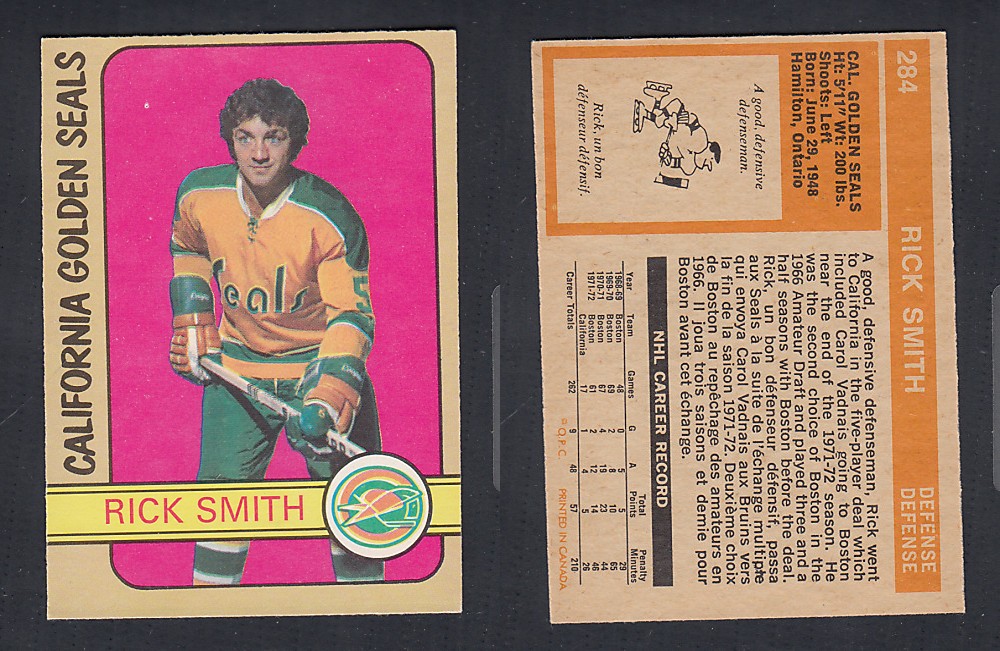 CALIFORNIA GOLDEN SEALS
Seals
5
RICK SMITH
284 RICK SMITH DEFENSE
DEFENSE
CAL. GOLDEN SEALS
Ht: 5'11" Wt: 200 lbs.
Shoots: Left
Born: June 29, 1948
Hamilton, Ontario
A good, defensive
defenseman.
Rick, un bon
défenseur défensif.
A good, defensive defenseman, Rick went
to California in the five-player deal which
included Carol Vadnais going to Boston
near the end of the 1971-72 season. He
was the second choice of Boston in the
1966 Amateur Draft and played three and a
half seasons with Boston before the deal.
Rick, un bon défenseur défensif, passa
aux Seals à la suite de l'échange multiple
qui envoya Carol Vadnais aux Bruins vers
la fin de la saison 1971-72. Deuxième choix
de Boston au repêchage des amateurs en
1966. Il jouat trois saisons et demie pour
Boston avant cet échange.
NHL CAREER RECORD
Year Team Games G A Total Points Penalty Minutes
1968-69 Boston 48 0 5 5 29
1969-70 Boston 69 2 8 10 65
1970-71 Boston 67 4 19 23 44
1971-72 Boston 61 2 12 14 46
California 17 1 4 5 26
Career Totals 262 9 48 57 210
© O.P.C. PRINTED IN CANADA